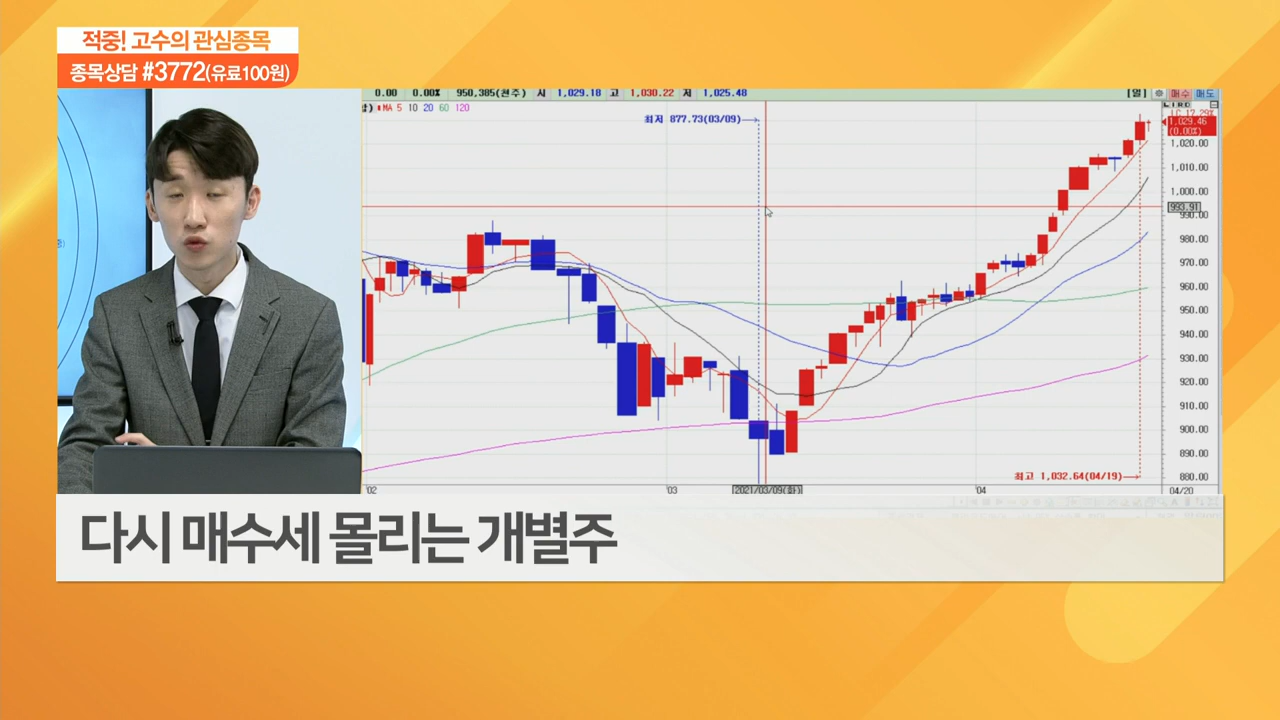 적중! 고수의 관심종목
종목상담 #3772(유료100원)
0.00 0.00% 950,385(천주) 시 1,029.18 고 1,030.22 저 1,025.48 [일] 매수 매도
MA 5 10 20 60 120
최저 877.73(03/09)
1,029.46
(0.00%)
1,020.00
1,010.00
1,000.00
993.91
990.00
980.00
970.00
960.00
950.00
940.00
930.00
920.00
910.00
900.00
890.00
880.00
최고 1,032.64(04/19)
02 03 2021/03/09(화) 04 04/20
다시 매수세 몰리는 개별주